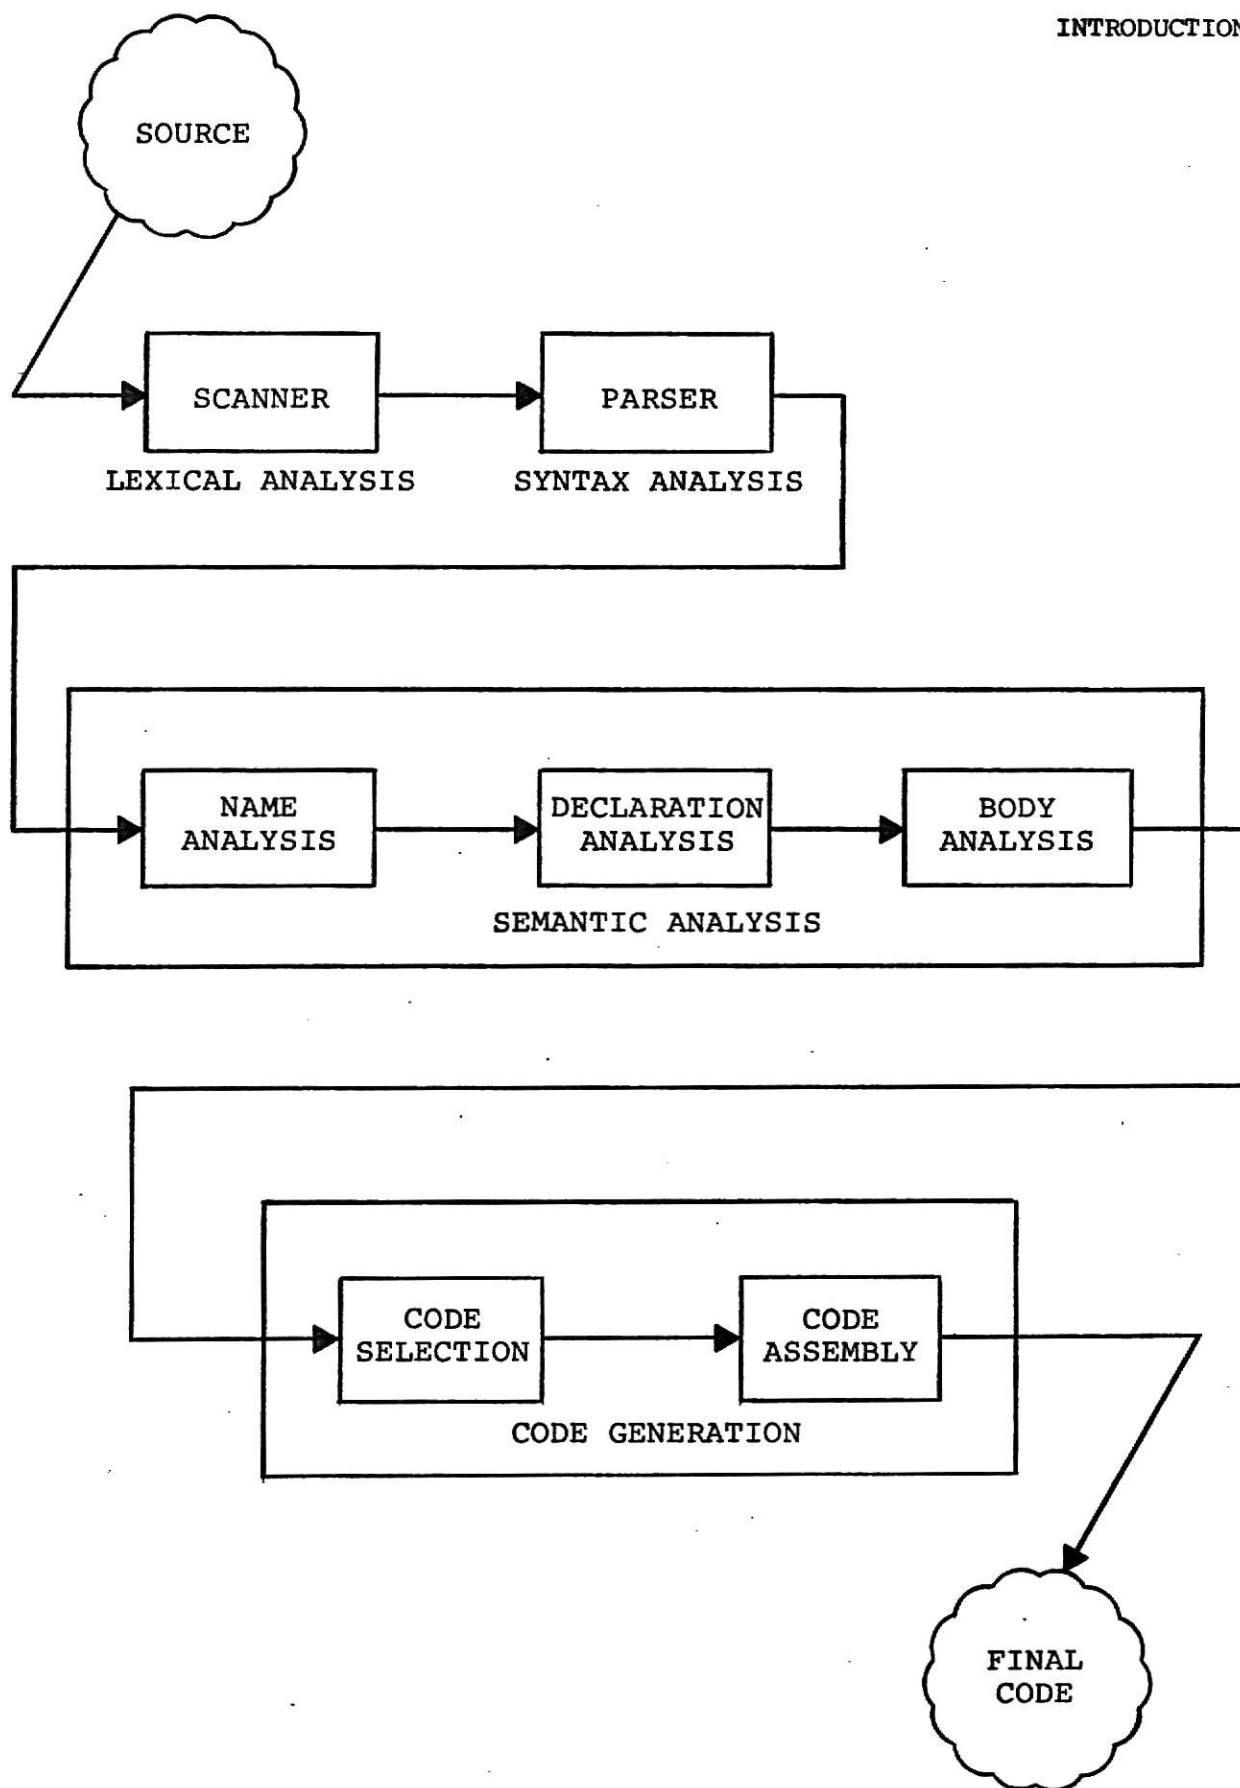 INTRODUCTION
SOURCE
SCANNER
PARSER
LEXICAL ANALYSIS
SYNTAX ANALYSIS
NAME
ANALYSIS
DECLARATION
ANALYSIS
BODY
ANALYSIS
SEMANTIC ANALYSIS
CODE
SELECTION
CODE
ASSEMBLY
CODE GENERATION
FINAL
CODE